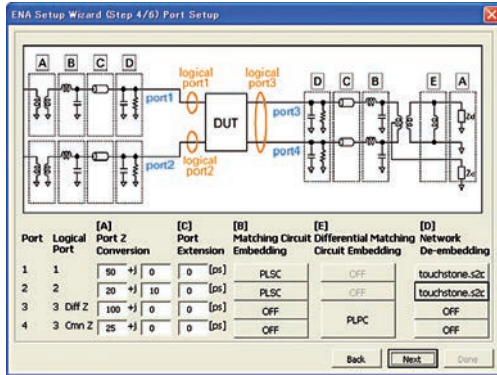 ENA Setup Wizard (Step 4/6) Port Setup
A B C D
logical port1
logical port3
port1
DUT
port3
D C B E A
port4
port2
logical port2
Zd
Zc
Port
Logical Port
[A] Port Z Conversion
[C] Port Extension
[B] Matching Circuit Embedding
[E] Differential Matching Circuit Embedding
[D] Network De-embedding
1 1 50 +j 0 0 [ps] PLSC OFF touchstone.s2c
2 2 20 +j 10 0 [ps] PLSC OFF touchstone.s2c
3 3 Diff Z 100 +j 0 0 [ps] OFF PLPC OFF
4 3 Cmn Z 25 +j 0 0 [ps] OFF OFF
Back Next Done